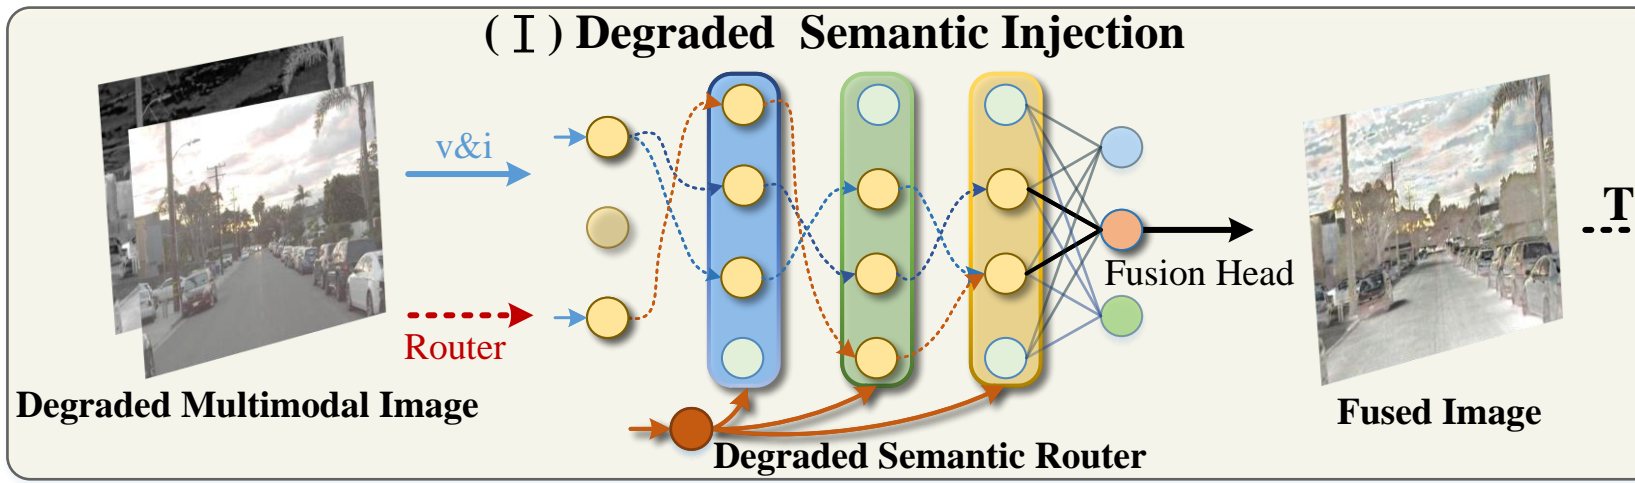 ( I ) Degraded Semantic Injection
v&i
Router
Degraded Multimodal Image
Degraded Semantic Router
Fusion Head
Fused Image
T